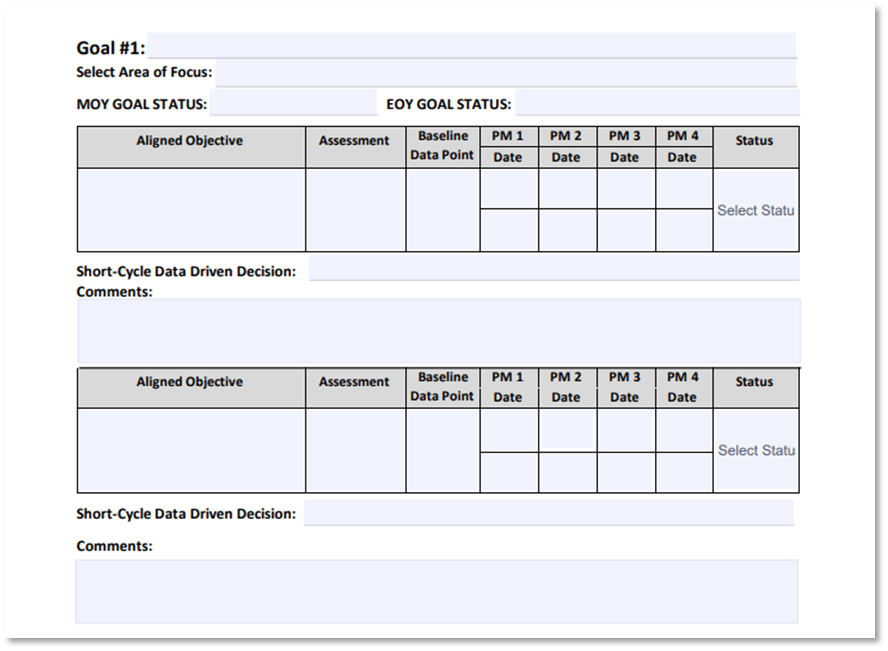 Goal #1:
Select Area of Focus:
MOY GOAL STATUS: EOY GOAL STATUS:
Aligned Objective Assessment Baseline Data Point PM 1 PM 2 PM 3 PM 4 Status
Date Date Date Date
Select Statu
Short-Cycle Data Driven Decision:
Comments:
Aligned Objective Assessment Baseline Data Point PM 1 PM 2 PM 3 PM 4 Status
Date Date Date Date
Select Statu
Short-Cycle Data Driven Decision:
Comments: